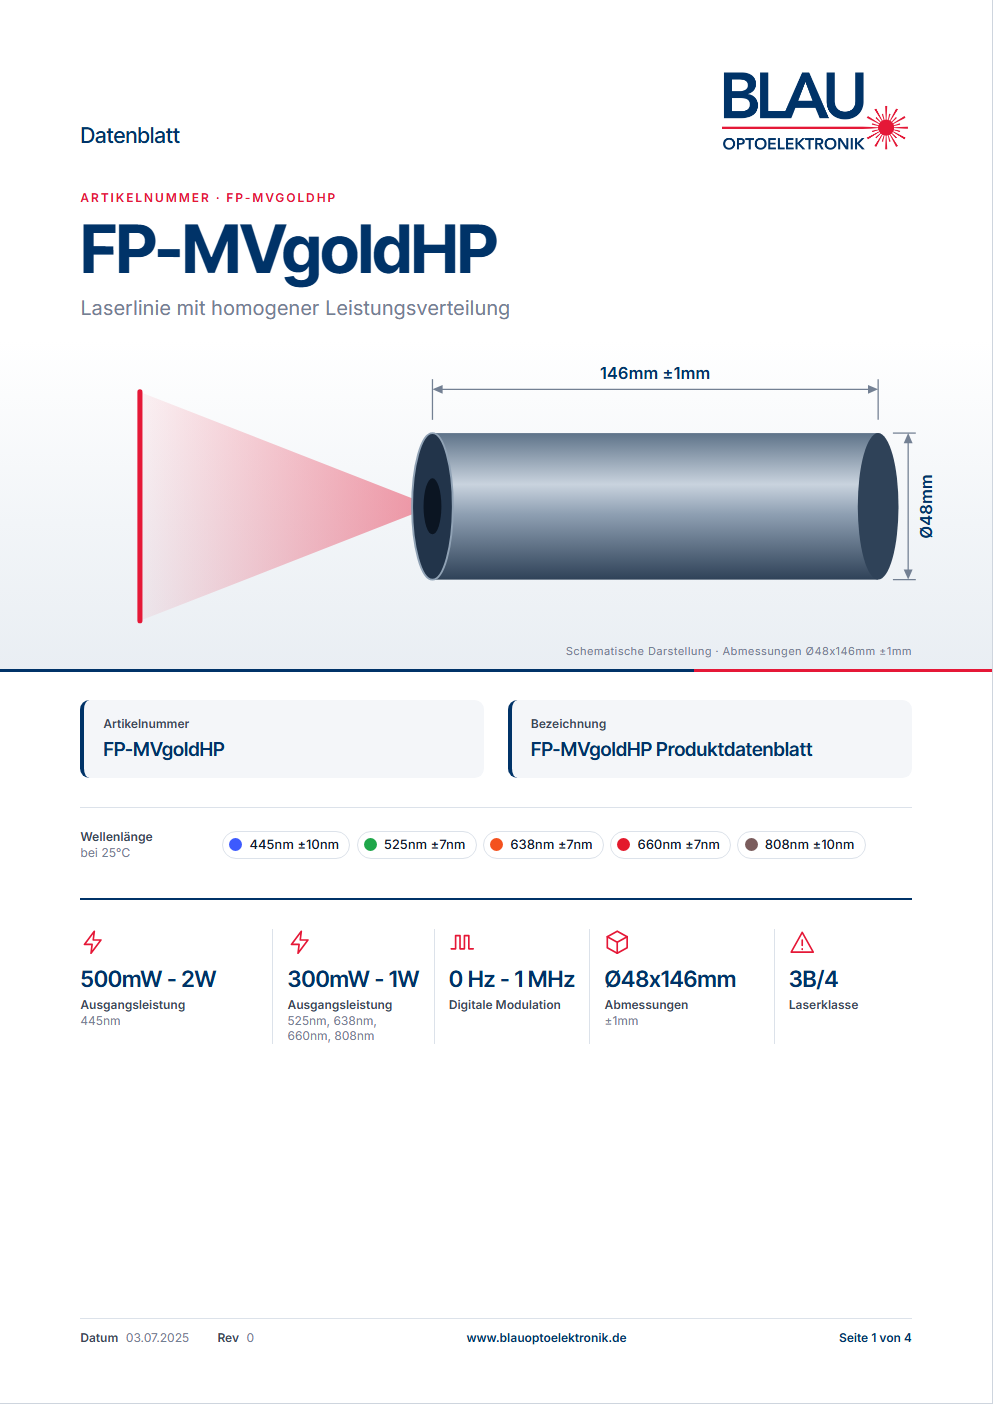 Datenblatt
BLAU
OPTOELEKTRONIK
ARTIKELNUMMER · FP-MVGOLDHP
FP-MVgoldHP
Laserlinie mit homogener Leistungsverteilung
146mm ±1mm
Ø48mm
Schematische Darstellung · Abmessungen Ø48x146mm ±1mm
Artikelnummer
FP-MVgoldHP
Bezeichnung
FP-MVgoldHP Produktdatenblatt
Wellenlänge
bei 25°C
445nm ±10nm
525nm ±7nm
638nm ±7nm
660nm ±7nm
808nm ±10nm
500mW - 2W
Ausgangsleistung
445nm
300mW - 1W
Ausgangsleistung
525nm, 638nm,
660nm, 808nm
0 Hz - 1 MHz
Digitale Modulation
Ø48x146mm
Abmessungen
±1mm
3B/4
Laserklasse
Datum 03.07.2025 Rev 0
www.blauoptoelektronik.de
Seite 1 von 4